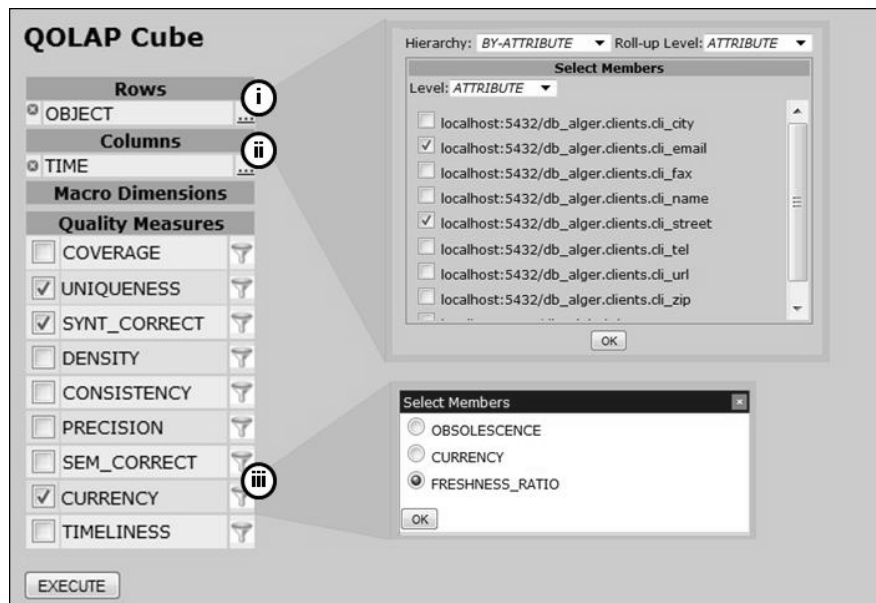 QOLAP Cube
Rows
OBJECT
...
i
Columns
TIME
...
ii
Macro Dimensions
Quality Measures
COVERAGE
UNIQUENESS
SYNT_CORRECT
DENSITY
CONSISTENCY
PRECISION
SEM_CORRECT
iii
CURRENCY
TIMELINESS
EXECUTE
Hierarchy: BY-ATTRIBUTE Roll-up Level: ATTRIBUTE
Select Members
Level: ATTRIBUTE
localhost:5432/db_alger.clients.cli_city
localhost:5432/db_alger.clients.cli_email
localhost:5432/db_alger.clients.cli_fax
localhost:5432/db_alger.clients.cli_name
localhost:5432/db_alger.clients.cli_street
localhost:5432/db_alger.clients.cli_tel
localhost:5432/db_alger.clients.cli_url
localhost:5432/db_alger.clients.cli_zip
OK
Select Members
OBSOLESCENCE
CURRENCY
FRESHNESS_RATIO
OK